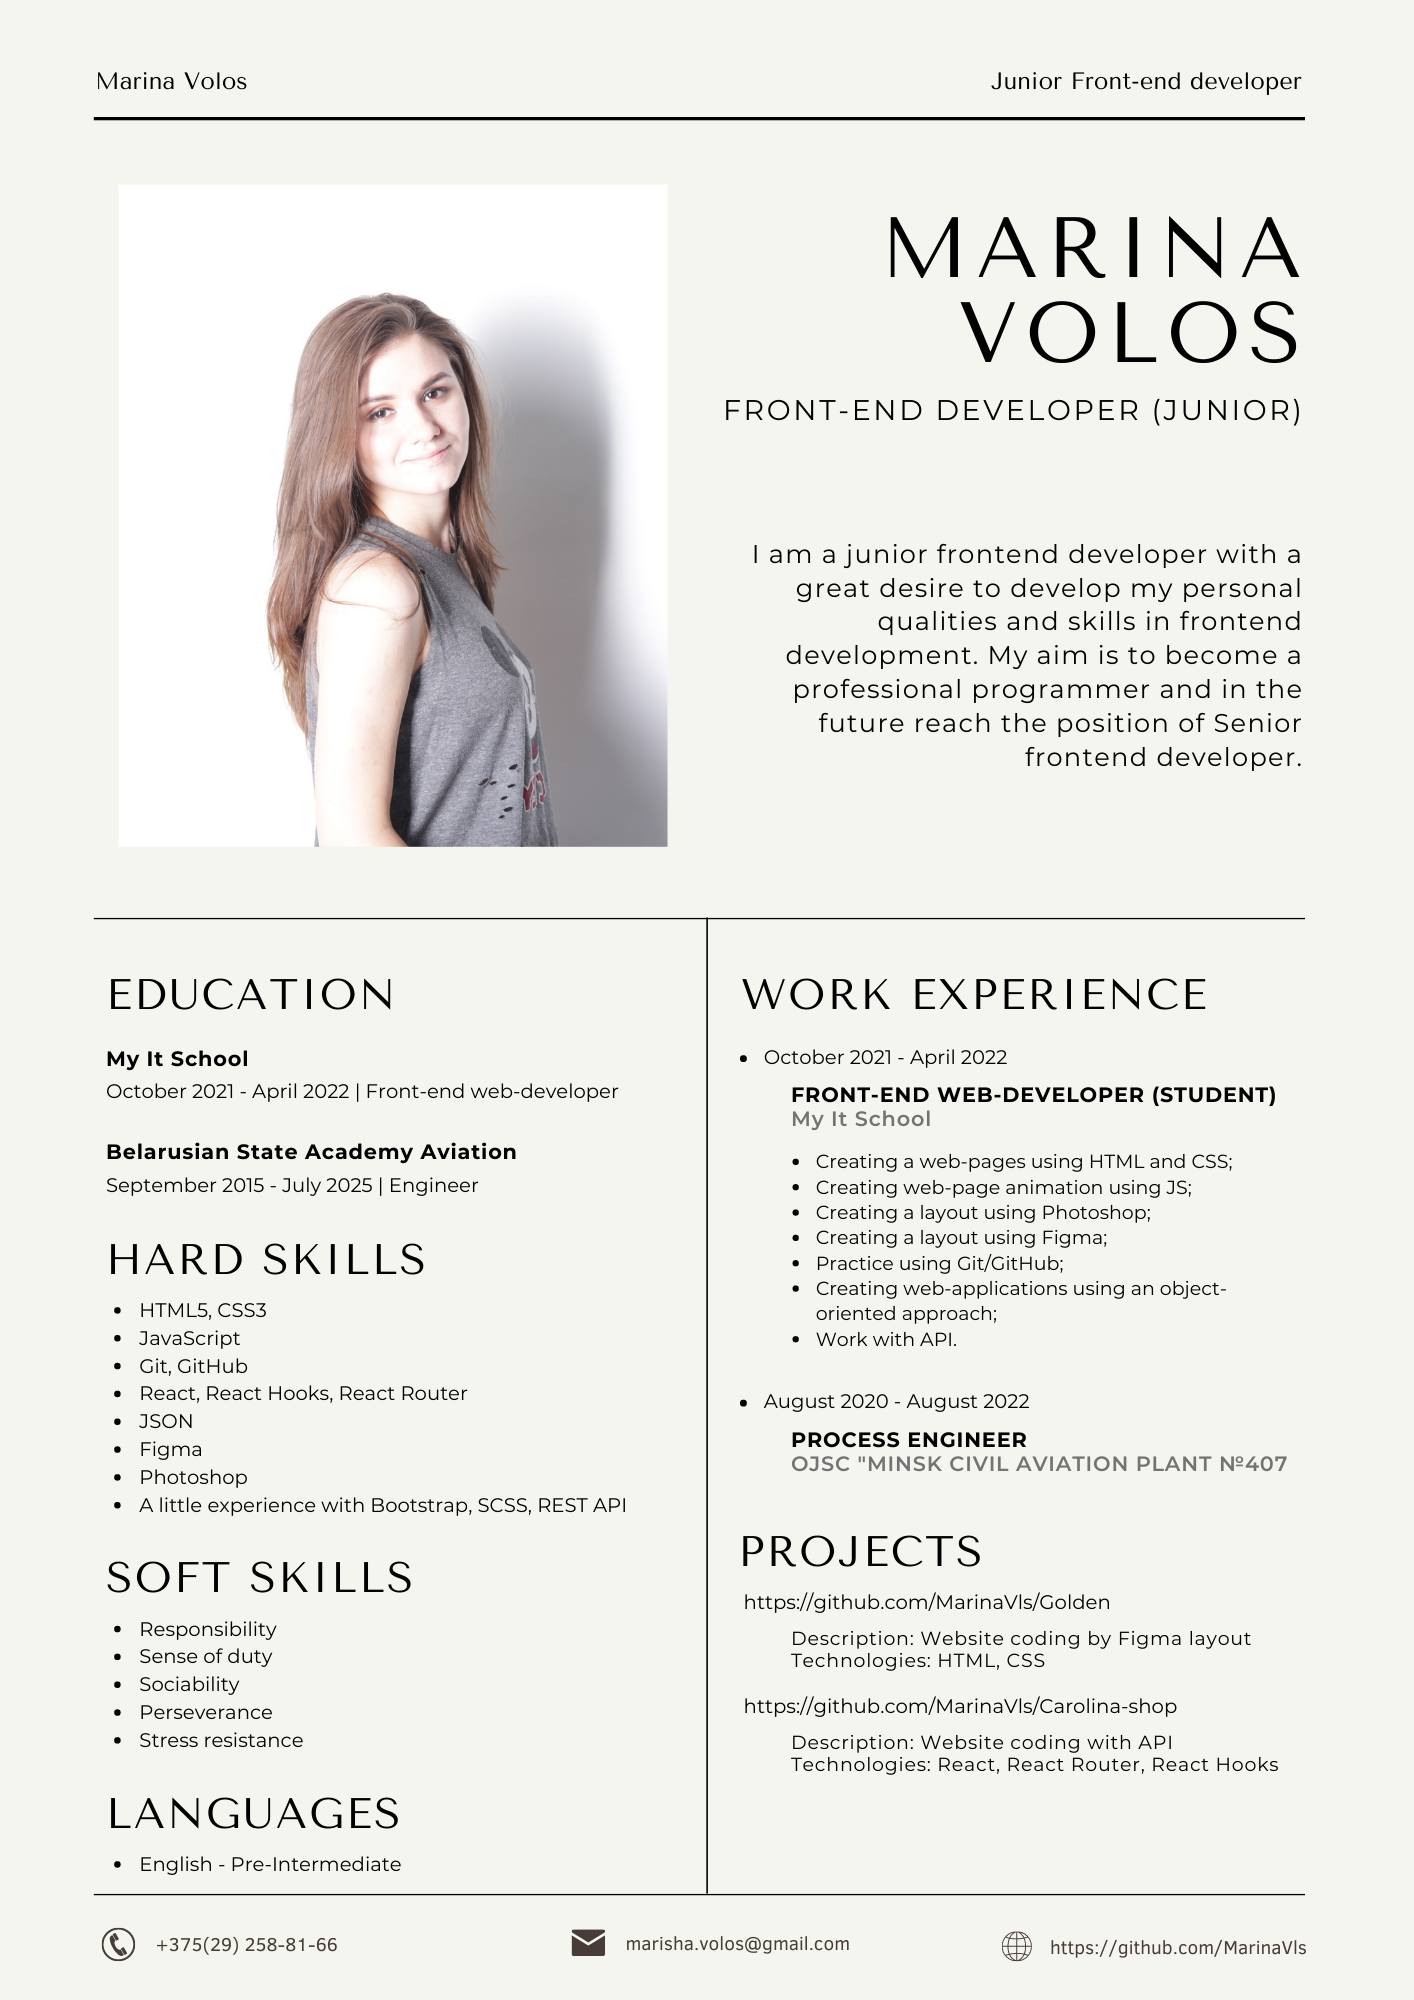 Marina Volos
Junior Front-end developer
MARINA
VOLOS
FRONT-END DEVELOPER (JUNIOR)
I am a junior frontend developer with a
great desire to develop my personal
qualities and skills in frontend
development. My aim is to become a
professional programmer and in the
future reach the position of Senior
frontend developer.
EDUCATION
My It School
October 2021 - April 2022 | Front-end web-developer
Belarusian State Academy Aviation
September 2015 - July 2025 | Engineer
HARD SKILLS
• HTML5, CSS3
• JavaScript
• Git, GitHub
• React, React Hooks, React Router
• JSON
• Figma
• Photoshop
• A little experience with Bootstrap, SCSS, REST API
SOFT SKILLS
• Responsibility
• Sense of duty
• Sociability
• Perseverance
• Stress resistance
LANGUAGES
• English - Pre-Intermediate
WORK EXPERIENCE
• October 2021 - April 2022
FRONT-END WEB-DEVELOPER (STUDENT)
My It School
• Creating a web-pages using HTML and CSS;
• Creating web-page animation using JS;
• Creating a layout using Photoshop;
• Creating a layout using Figma;
• Practice using Git/GitHub;
• Creating web-applications using an object-
oriented approach;
• Work with API.
• August 2020 - August 2022
PROCESS ENGINEER
OJSC "MINSK CIVIL AVIATION PLANT №407
PROJECTS
https://github.com/MarinaVls/Golden
Description: Website coding by Figma layout
Technologies: HTML, CSS
https://github.com/MarinaVls/Carolina-shop
Description: Website coding with API
Technologies: React, React Router, React Hooks
+375(29) 258-81-66
marisha.volos@gmail.com
https://github.com/MarinaVls